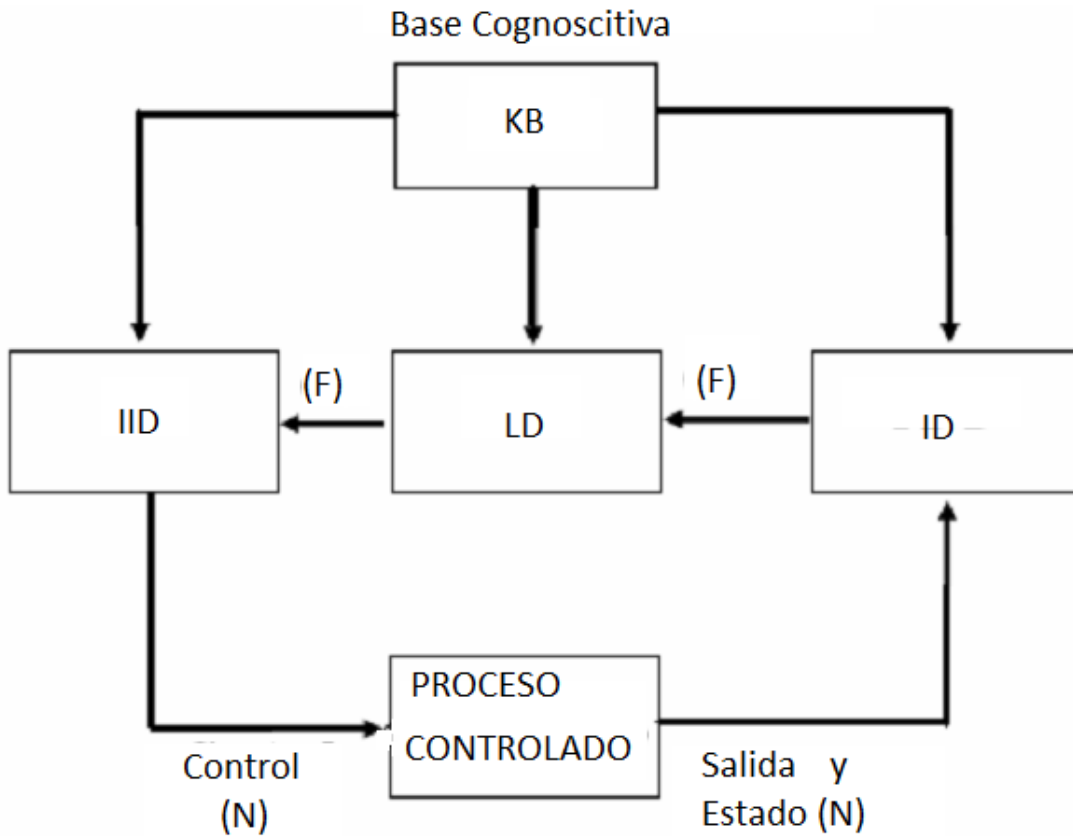 Base Cognoscitiva
KB
(F)
(F)
IID
LD
ID
PROCESO
CONTROLADO
Control
(N)
Salida y
Estado (N)